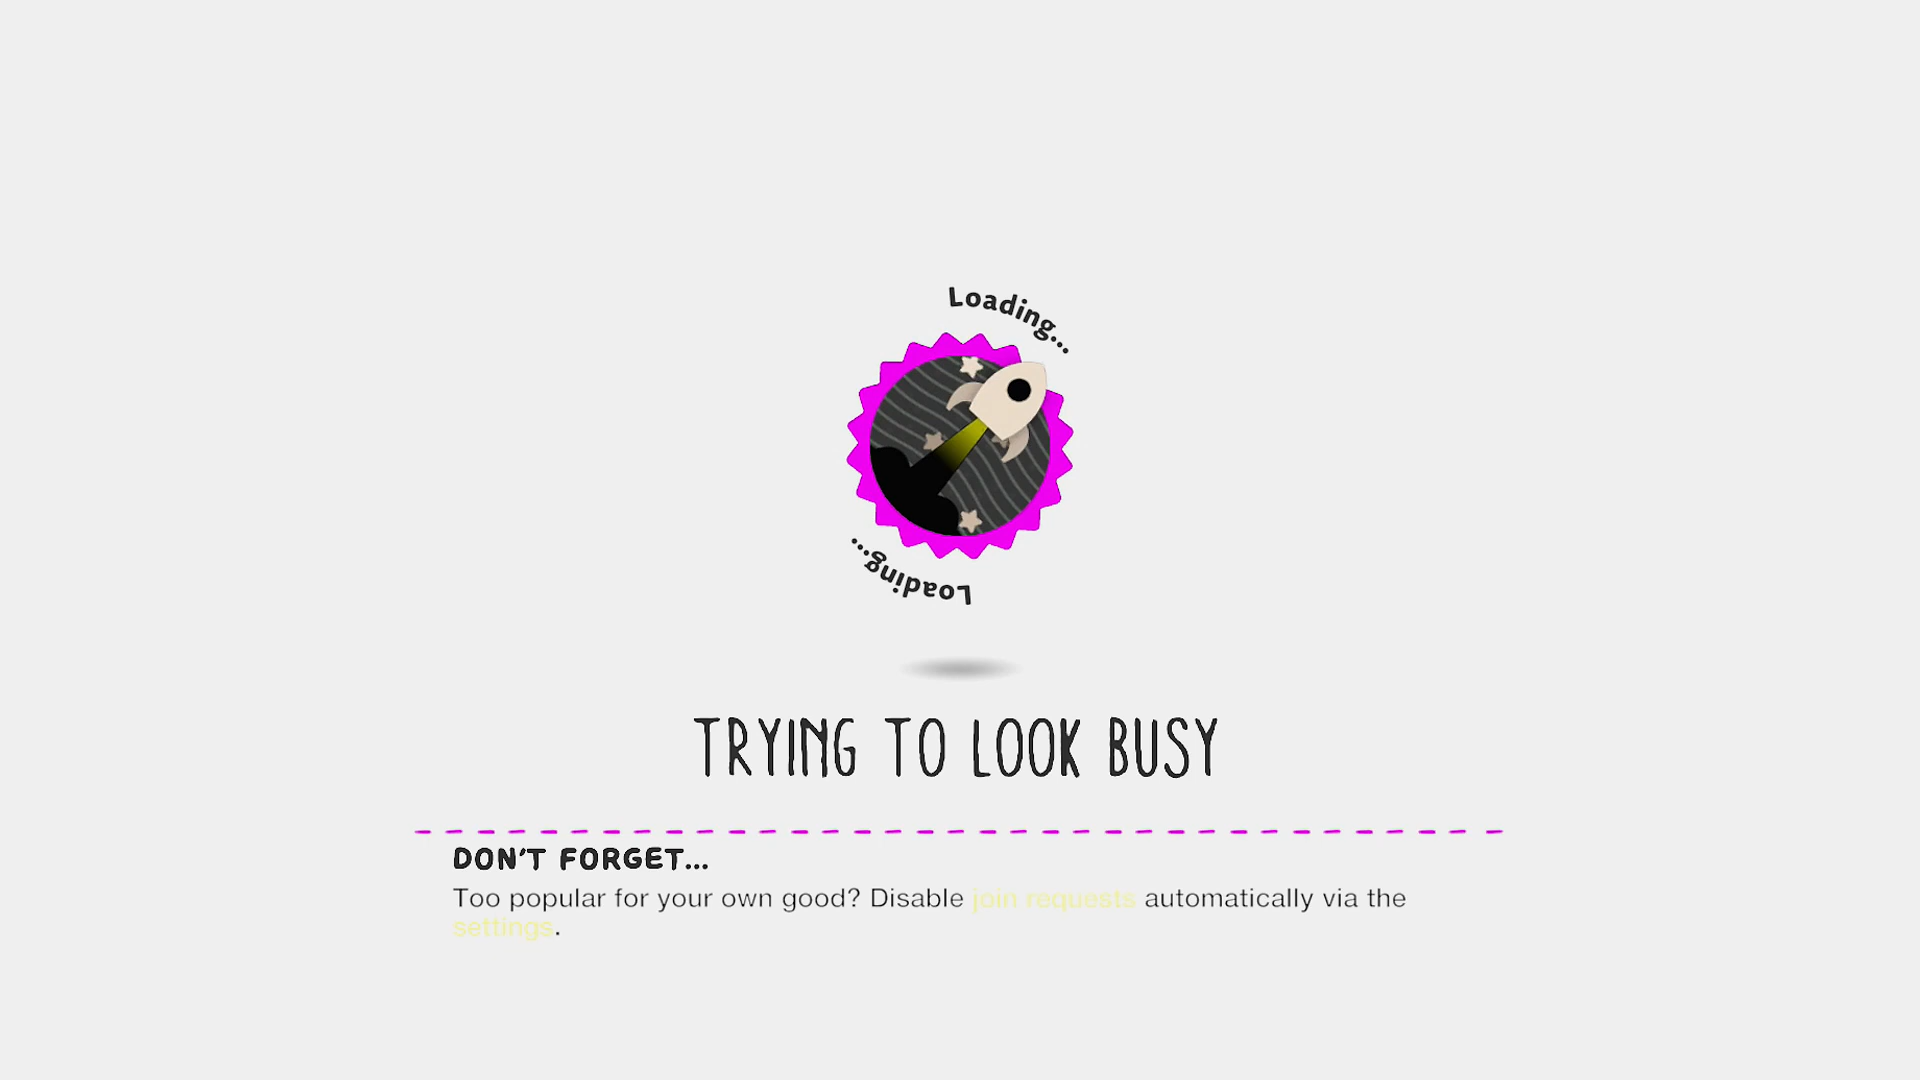 Loading...
Loading...
TRYING TO LOOK BUSY
DON'T FORGET...
Too popular for your own good? Disable join requests automatically via the
settings.